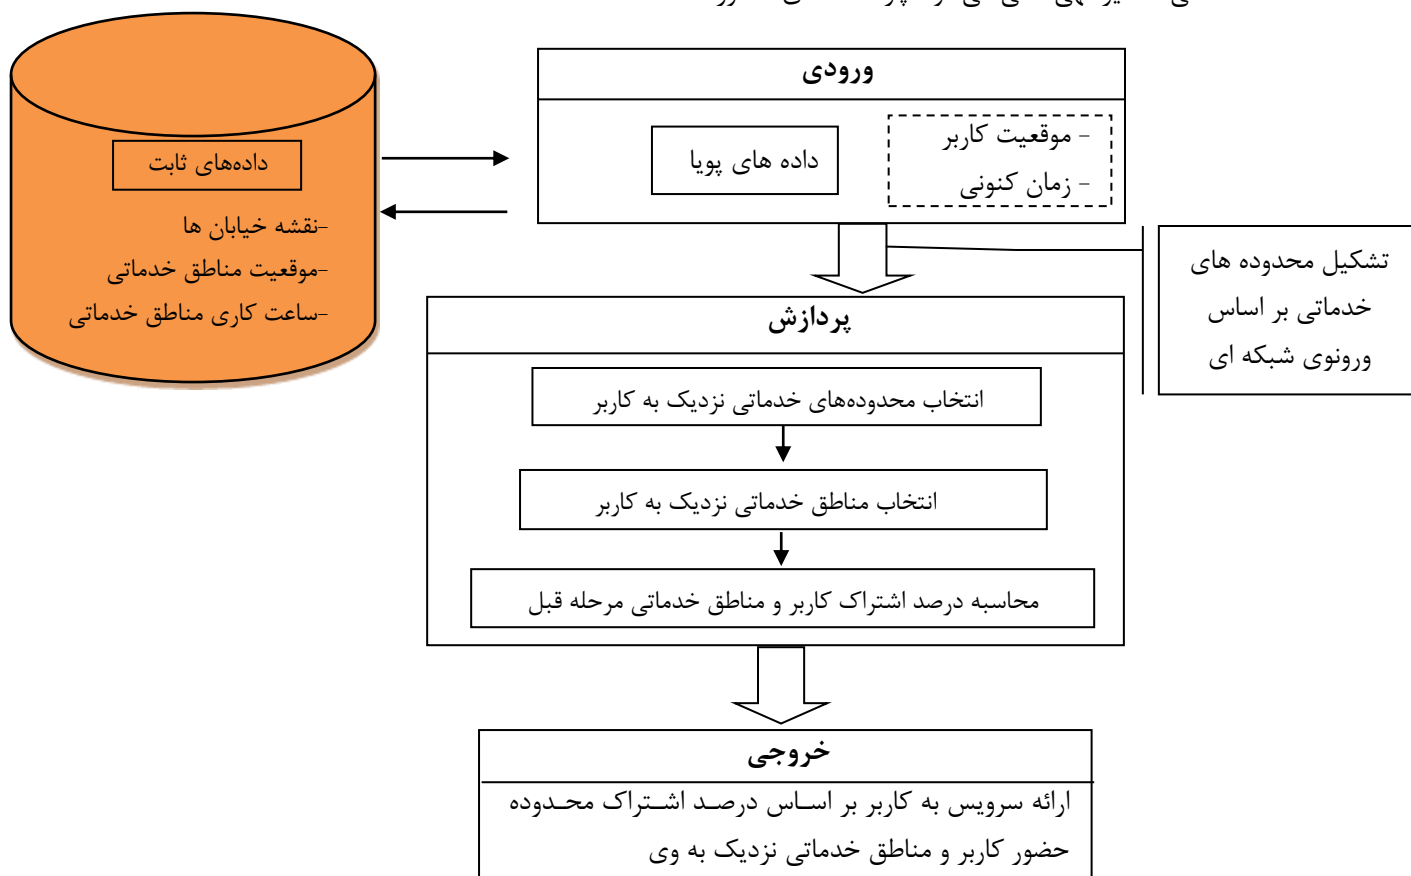 ورودی
- موقعیت کاربر
- زمان کنونی
داده های پویا
داده‌های ثابت
-نقشه خیابان ها
-موقعیت مناطق خدماتی
-ساعت کاری مناطق خدماتی
تشکیل محدوده های
خدماتی بر اساس
ورونوی شبکه ای
پردازش
انتخاب محدوده‌های خدماتی نزدیک به کاربر
انتخاب مناطق خدماتی نزدیک به کاربر
محاسبه درصد اشتراک کاربر و مناطق خدماتی مرحله قبل
خروجی
ارائه سرویس به کاربر بر اساس درصد اشتراک محدوده
حضور کاربر و مناطق خدماتی نزدیک به وی